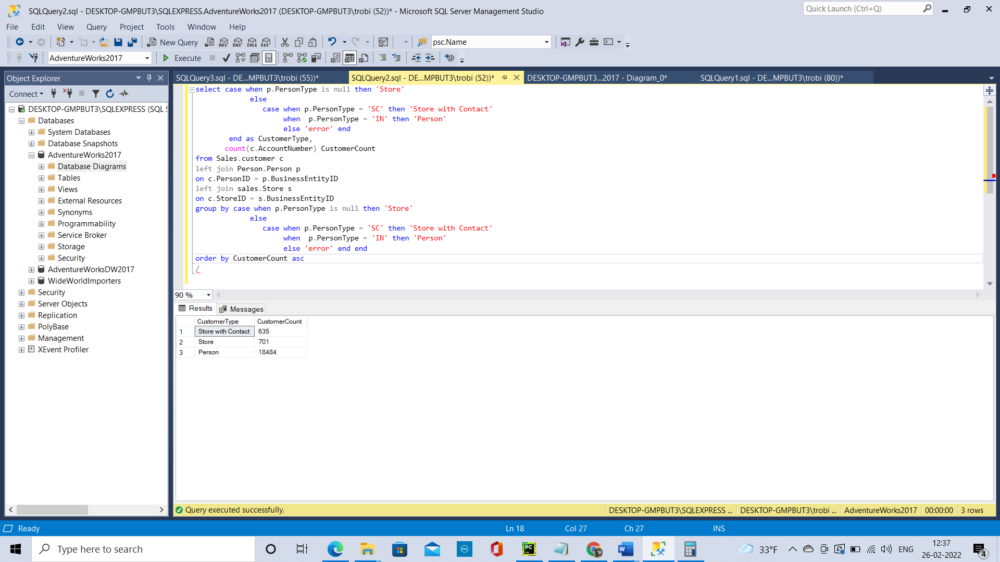 SQLQuery2.sql - DESKTOP-GMPBUT3\SQLEXPRESS.AdventureWorks2017 (DESKTOP-GMPBUT3\trobi (52))* - Microsoft SQL Server Management Studio
Quick Launch (Ctrl+Q)
File Edit View Query Project Tools Window Help
New Query MDX DMX XMLA DAX psc.Name
AdventureWorks2017 Execute
Object Explorer
SQLQuery3.sql - DE...MPBUT3\trobi (55))* SQLQuery2.sql - DE...MPBUT3\trobi (52))* DESKTOP-GMPBUT3...2017 - Diagram_0* SQLQuery1.sql - DE...MPBUT3\trobi (80))*
Connect
DESKTOP-GMPBUT3\SQLEXPRESS (SQL S
Databases
System Databases
Database Snapshots
AdventureWorks2017
Database Diagrams
Tables
Views
External Resources
Synonyms
Programmability
Service Broker
Storage
Security
AdventureWorksDW2017
WideWorldImporters
Security
Server Objects
Replication
PolyBase
Management
XEvent Profiler
select case when p.PersonType is null then 'Store'
else
case when p.PersonType = 'SC' then 'Store with Contact'
when  p.PersonType = 'IN' then 'Person'
else 'error' end
end as CustomerType,
count(c.AccountNumber) CustomerCount
from Sales.customer c
left join Person.Person p
on c.PersonID = p.BusinessEntityID
left join sales.Store s
on c.StoreID = s.BusinessEntityID
group by case when p.PersonType is null then 'Store'
else
case when p.PersonType = 'SC' then 'Store with Contact'
when  p.PersonType = 'IN' then 'Person'
else 'error' end end
order by CustomerCount asc
/
90 %
Results Messages
CustomerType CustomerCount
1 Store with Contact 635
2 Store 701
3 Person 18484
Query executed successfully. DESKTOP-GMPBUT3\SQLEXPRESS ... DESKTOP-GMPBUT3\trobi ... AdventureWorks2017 00:00:00 3 rows
Ready Ln 18 Col 27 Ch 27 INS
Type here to search
PC
W
33°F
ENG
12:37
26-02-2022
4